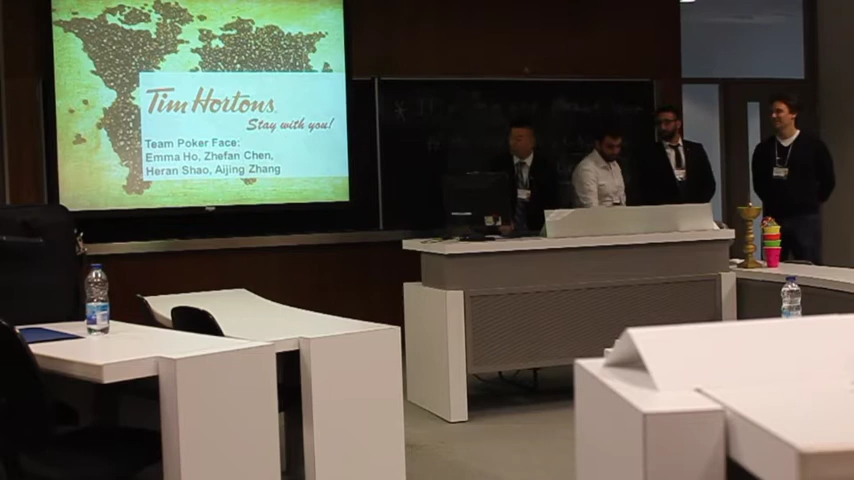 Tim Hortons
Stay with you!
Team Poker Face:
Emma Ho, Zhefan Chen,
Heran Shao, Aijing Zhang